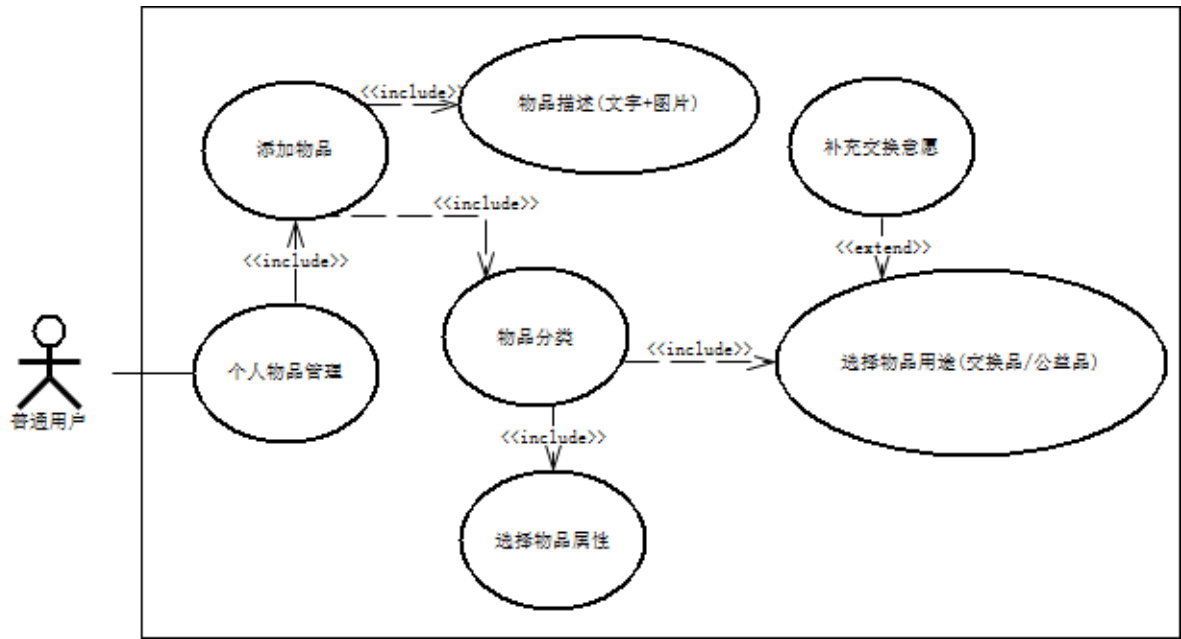 <<include>>
物品描述(文字+图片)
添加物品
补充交换意愿
<<include>>
<<include>>
<<extend>>
物品分类
<<include>>
选择物品用途(交换品/公益品)
个人物品管理
普通用户
<<include>>
选择物品属性